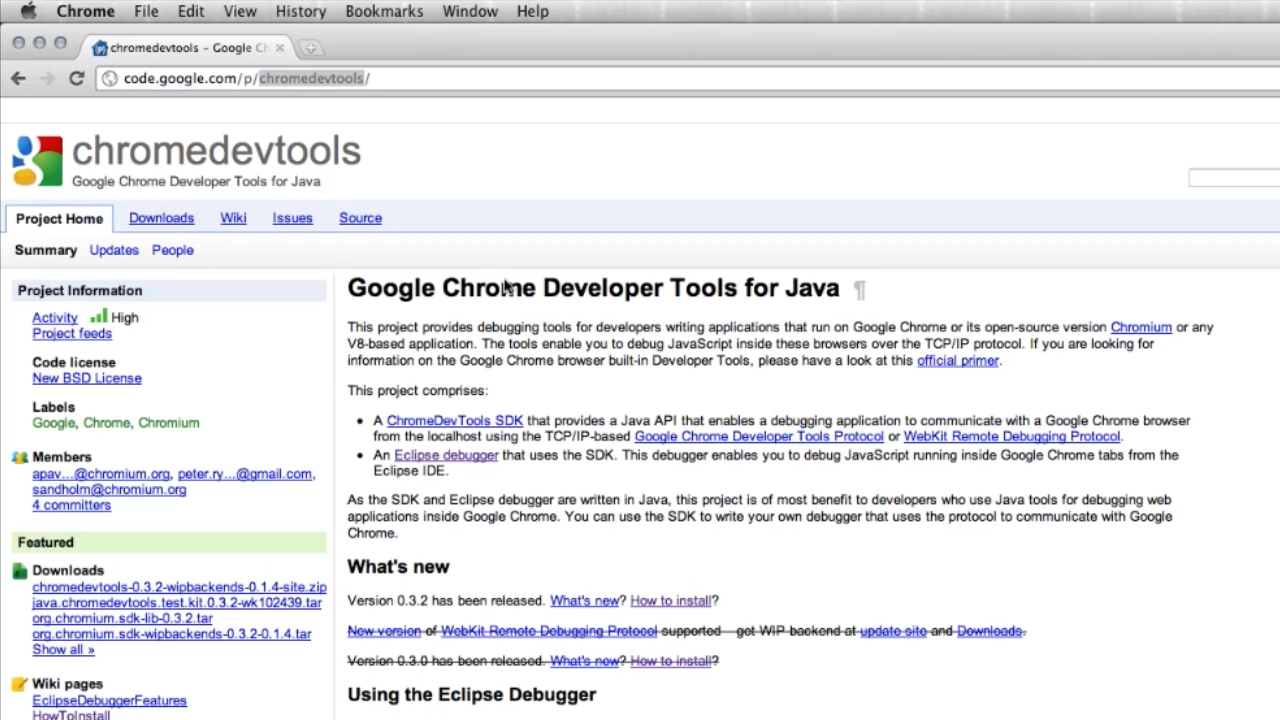 Chrome File Edit View History Bookmarks Window Help
chromedevtools - Google Ch
code.google.com/p/chromedevtools/
chromedevtools
Google Chrome Developer Tools for Java
Project Home Downloads Wiki Issues Source
Summary Updates People
Project Information
Activity High
Project feeds
Code license
New BSD License
Labels
Google, Chrome, Chromium
Members
apav...@chromium.org, peter.ry...@gmail.com,
sandholm@chromium.org
4 committers
Featured
Downloads
chromedevtools-0.3.2-wipbackends-0.1.4-site.zip
java.chromedevtools.test.kit.0.3.2-wk102439.tar
org.chromium.sdk-lib-0.3.2.tar
org.chromium.sdk-wipbackends-0.3.2-0.1.4.tar
Show all »
Wiki pages
EclipseDebuggerFeatures
HowToInstall
Google Chrome Developer Tools for Java ¶
This project provides debugging tools for developers writing applications that run on Google Chrome or its open-source version Chromium or any
V8-based application. The tools enable you to debug JavaScript inside these browsers over the TCP/IP protocol. If you are looking for
information on the Google Chrome browser built-in Developer Tools, please have a look at this official primer.
This project comprises:
• A ChromeDevTools SDK that provides a Java API that enables a debugging application to communicate with a Google Chrome browser
from the localhost using the TCP/IP-based Google Chrome Developer Tools Protocol or WebKit Remote Debugging Protocol.
• An Eclipse debugger that uses the SDK. This debugger enables you to debug JavaScript running inside Google Chrome tabs from the
Eclipse IDE.
As the SDK and Eclipse debugger are written in Java, this project is of most benefit to developers who use Java tools for debugging web
applications inside Google Chrome. You can use the SDK to write your own debugger that uses the protocol to communicate with Google
Chrome.
What's new
Version 0.3.2 has been released. What's new? How to install?
New version of WebKit Remote Debugging Protocol supported - get WIP backend at update site and Downloads.
Version 0.3.0 has been released. What's new? How to install?
Using the Eclipse Debugger